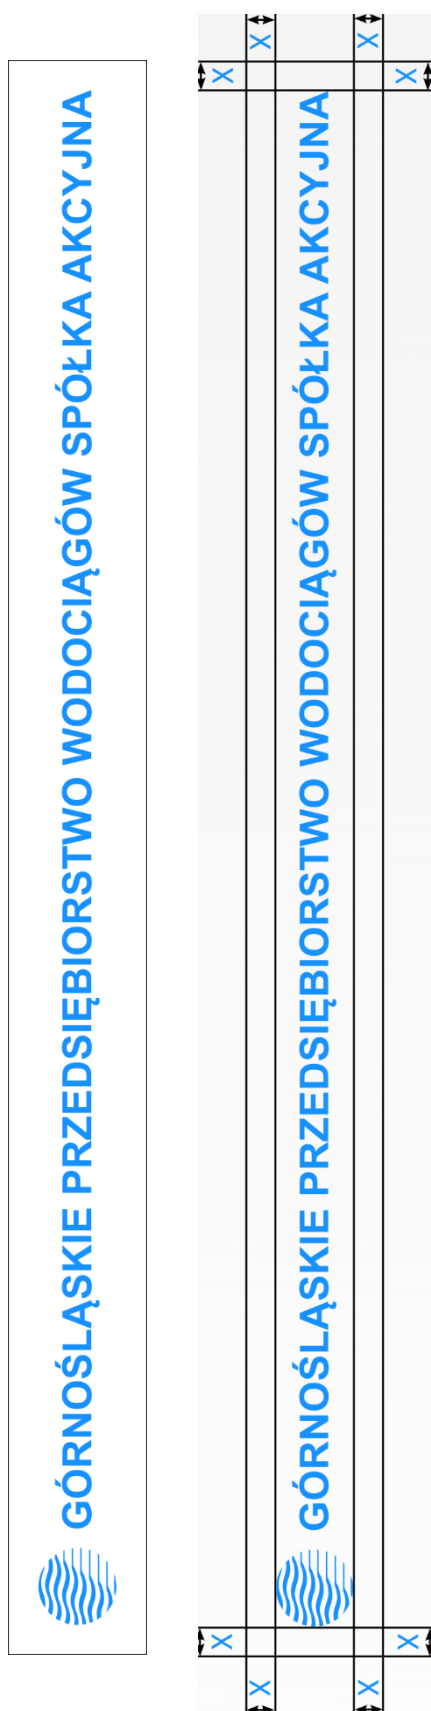 GÓRNOŚLĄSKIE PRZEDSIĘBIORSTWO WODOCIĄGÓW SPÓŁKA AKCYJNA
X
X
X
X
GÓRNOŚLĄSKIE PRZEDSIĘBIORSTWO WODOCIĄGÓW SPÓŁKA AKCYJNA
X
X
X
X